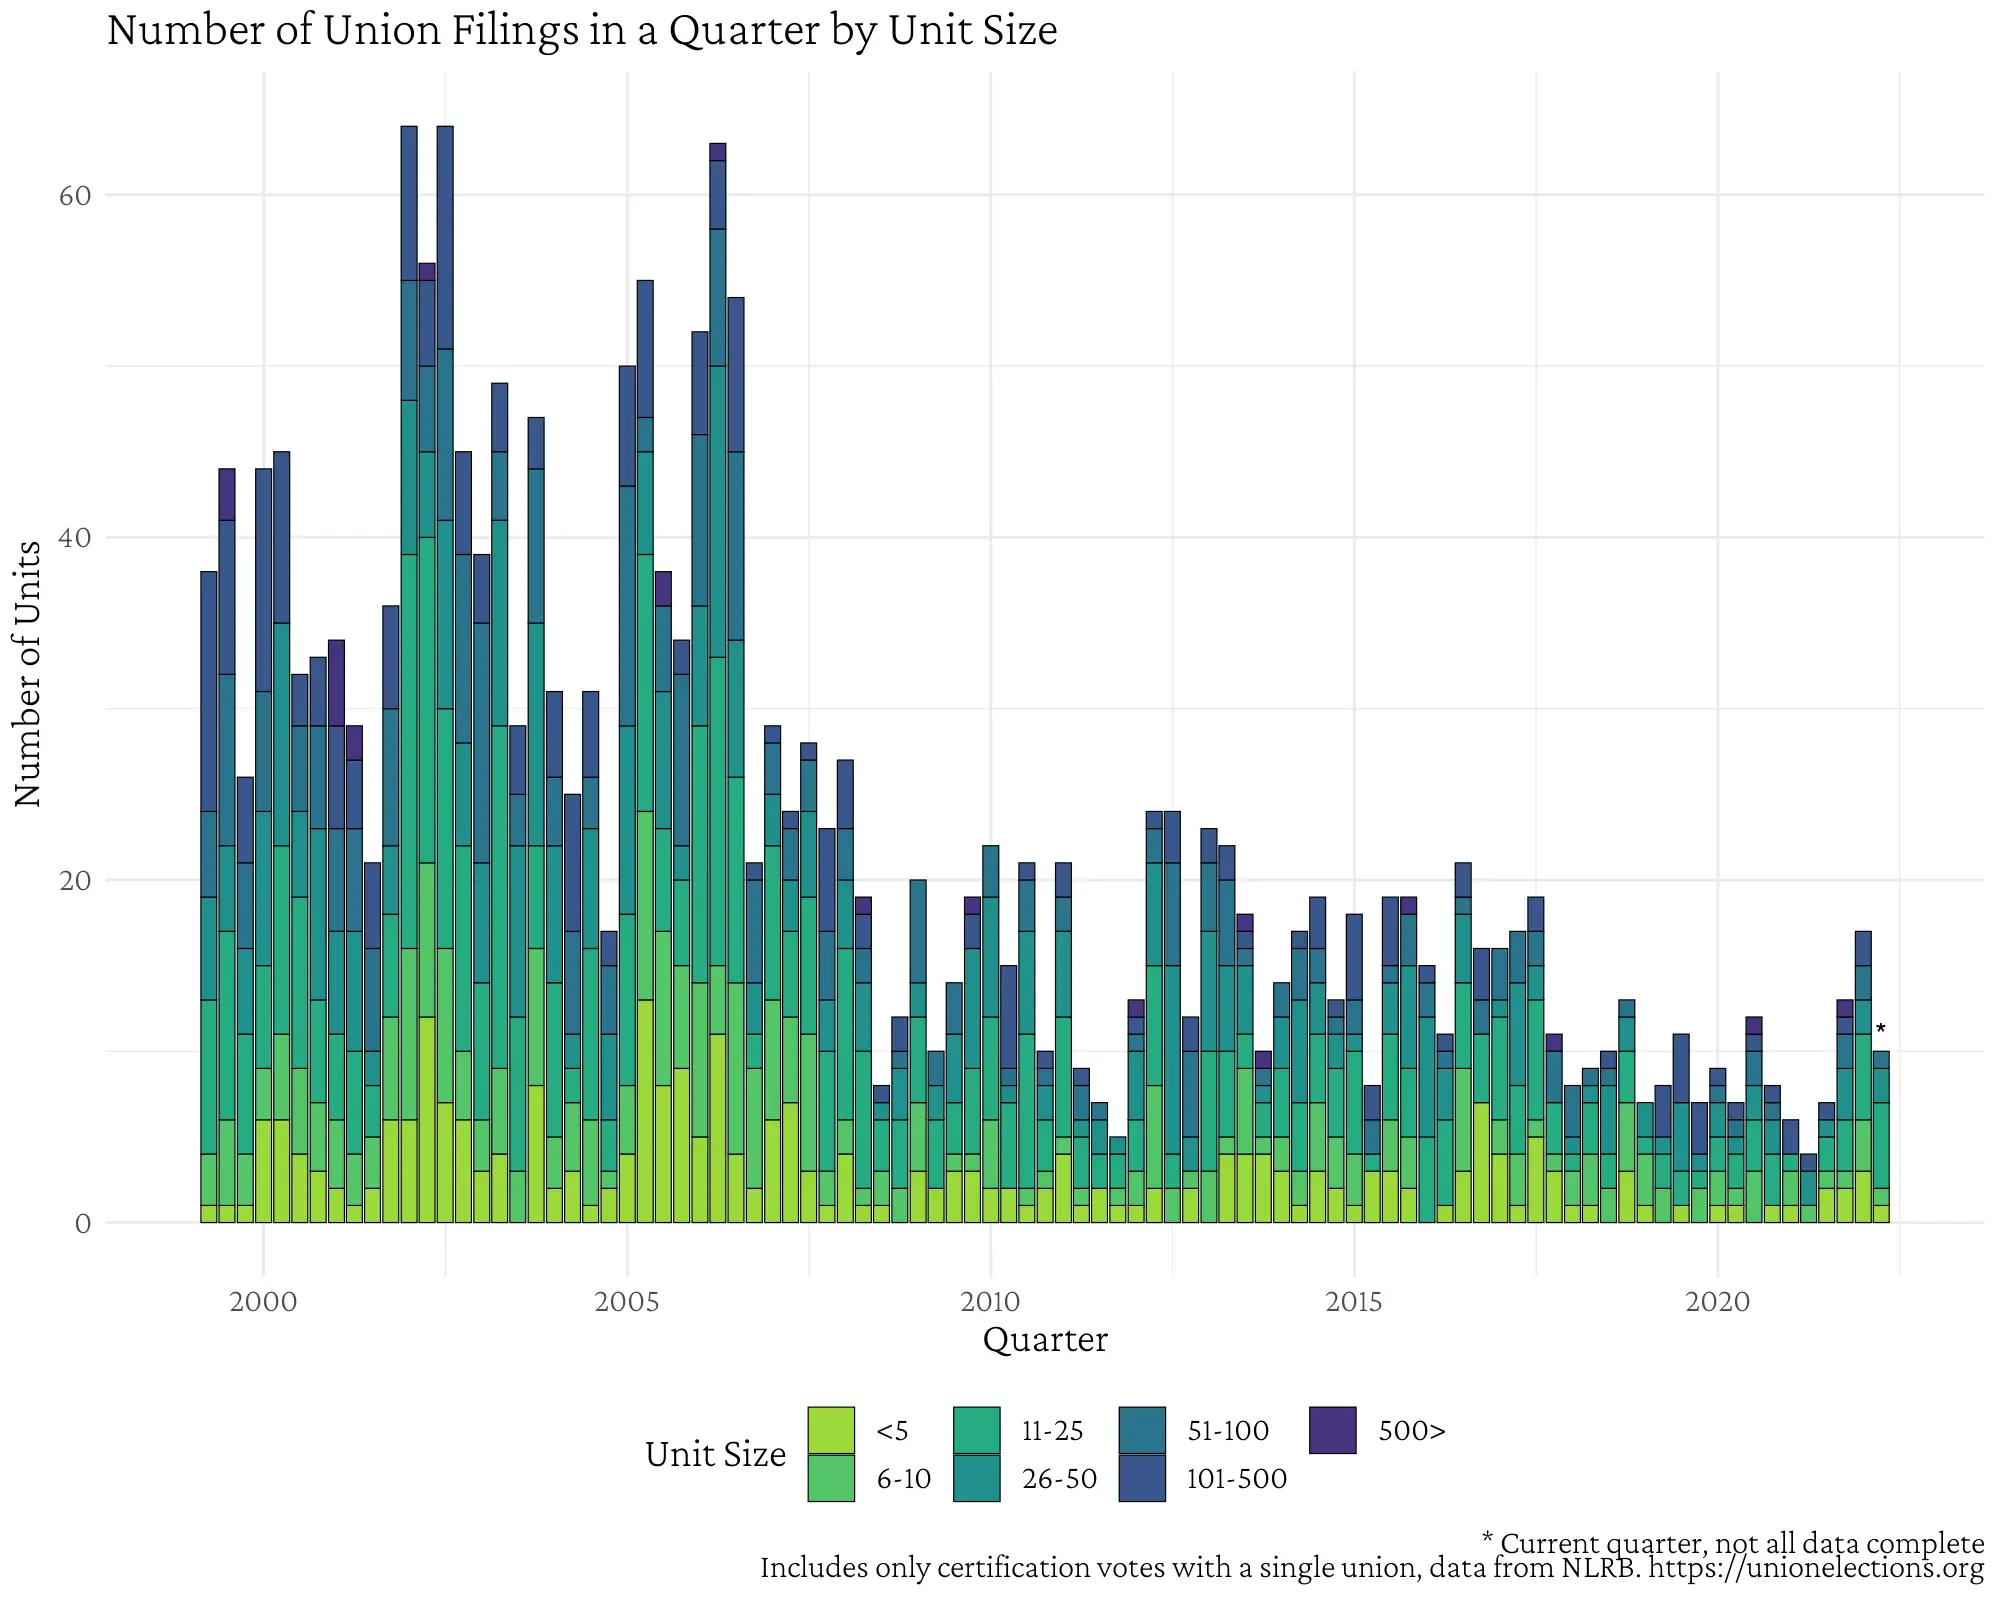 Number of Union Filings in a Quarter by Unit Size
Number of Units
60
40
20
0
*
2000 2005 2010 2015 2020
Quarter
Unit Size
<5 11-25 51-100 500>
6-10 26-50 101-500
* Current quarter, not all data complete
Includes only certification votes with a single union, data from NLRB. https://unionelections.org